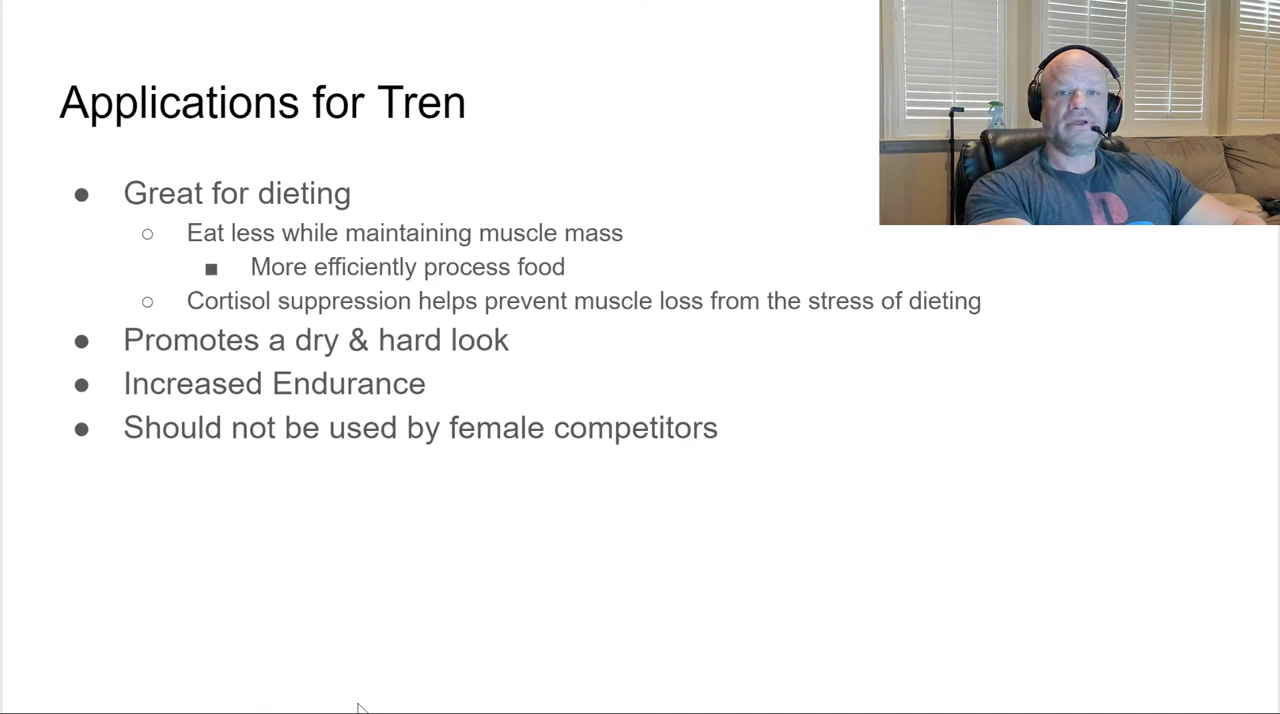 Applications for Tren
● Great for dieting
○ Eat less while maintaining muscle mass
■ More efficiently process food
○ Cortisol suppression helps prevent muscle loss from the stress of dieting
● Promotes a dry & hard look
● Increased Endurance
● Should not be used by female competitors